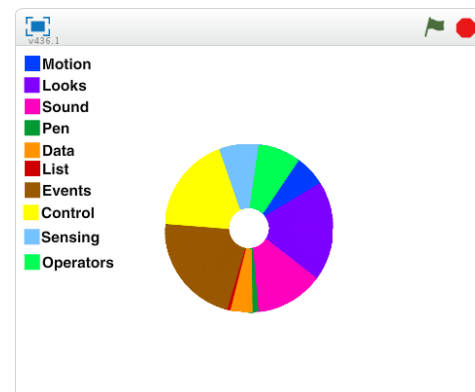 v436.1
Motion
Looks
Sound
Pen
Data
List
Events
Control
Sensing
Operators